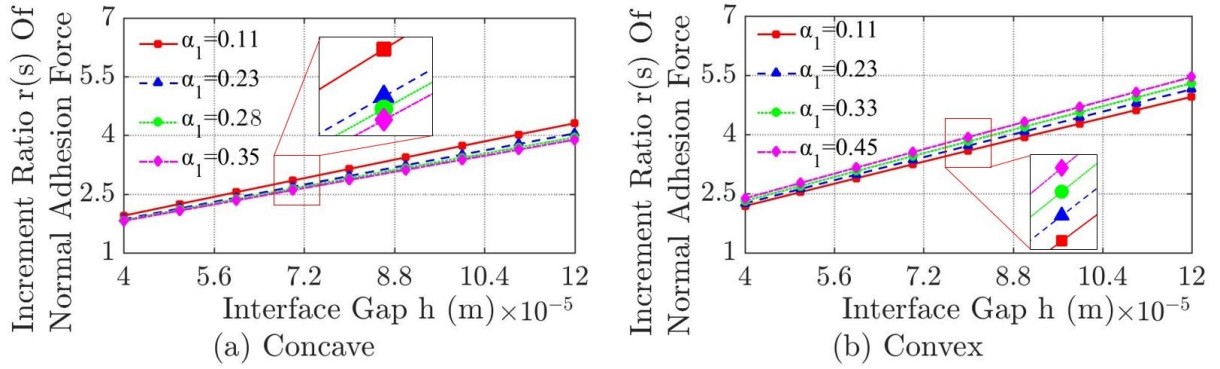 Increment Ratio r(s) Of
Normal Adhesion Force
7
5.5
4
2.5
1
α1=0.11
α1=0.23
α1=0.28
α1=0.35
4
5.6
7.2
8.8
10.4
12
Interface Gap h (m)×10⁻⁵
(a) Concave
Increment Ratio r(s) Of
Normal Adhesion Force
7
5.5
4
2.5
1
α1=0.11
α1=0.23
α1=0.33
α1=0.45
4
5.6
7.2
8.8
10.4
12
Interface Gap h (m)×10⁻⁵
(b) Convex